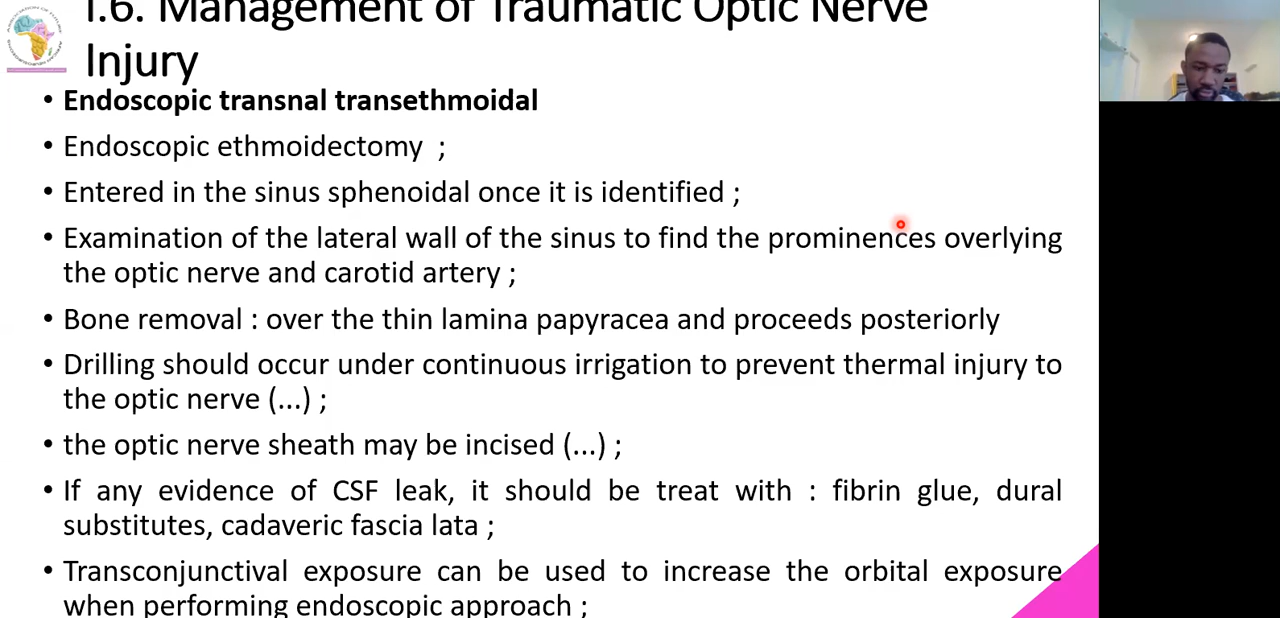 I.6. Management of Traumatic Optic Nerve
Injury
• Endoscopic transnal transethmoidal
• Endoscopic ethmoidectomy ;
• Entered in the sinus sphenoidal once it is identified ;
• Examination of the lateral wall of the sinus to find the prominences overlying
the optic nerve and carotid artery ;
• Bone removal : over the thin lamina papyracea and proceeds posteriorly
• Drilling should occur under continuous irrigation to prevent thermal injury to
the optic nerve (...) ;
• the optic nerve sheath may be incised (...) ;
• If any evidence of CSF leak, it should be treat with : fibrin glue, dural
substitutes, cadaveric fascia lata ;
• Transconjunctival exposure can be used to increase the orbital exposure
when performing endoscopic approach ;